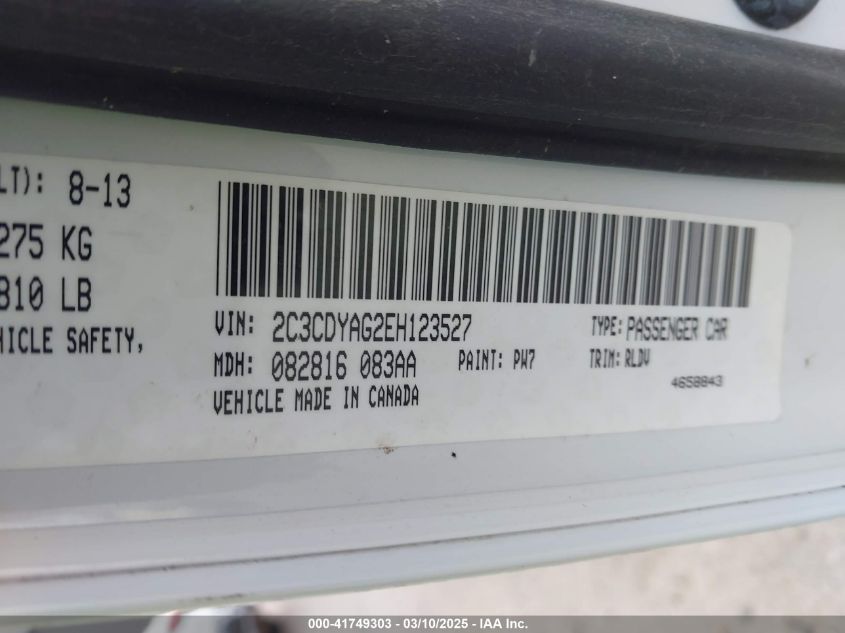 LT): 8-13
275 KG
810 LB
HICLE SAFETY,
VIN: 2C3CDYAG2EH123527
TYPE: PASSENGER CAR
MDH: 082816 083AA
PAINT: PW7
TRIM: RLDV
VEHICLE MADE IN CANADA
4658843
000-41749303 - 03/10/2025 - IAA Inc.